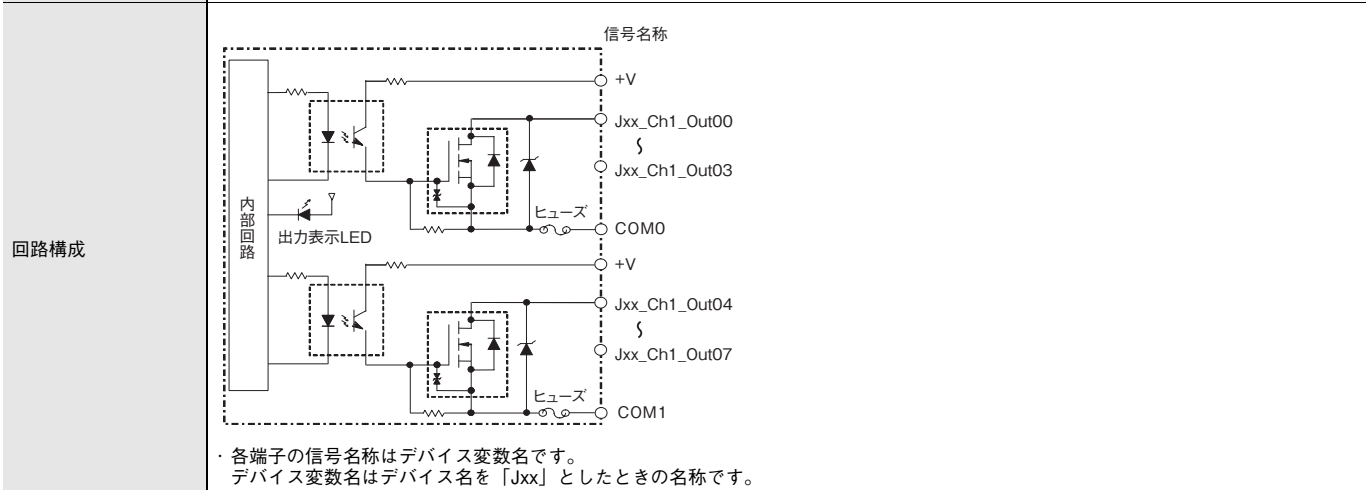 回路構成
信号名称
+V
Jxx_Ch1_Out00
〜
Jxx_Ch1_Out03
ヒューズ
COM0
内部回路
出力表示LED
+V
Jxx_Ch1_Out04
〜
Jxx_Ch1_Out07
ヒューズ
COM1
・各端子の信号名称はデバイス変数名です。
デバイス変数名はデバイス名を「Jxx」としたときの名称です。